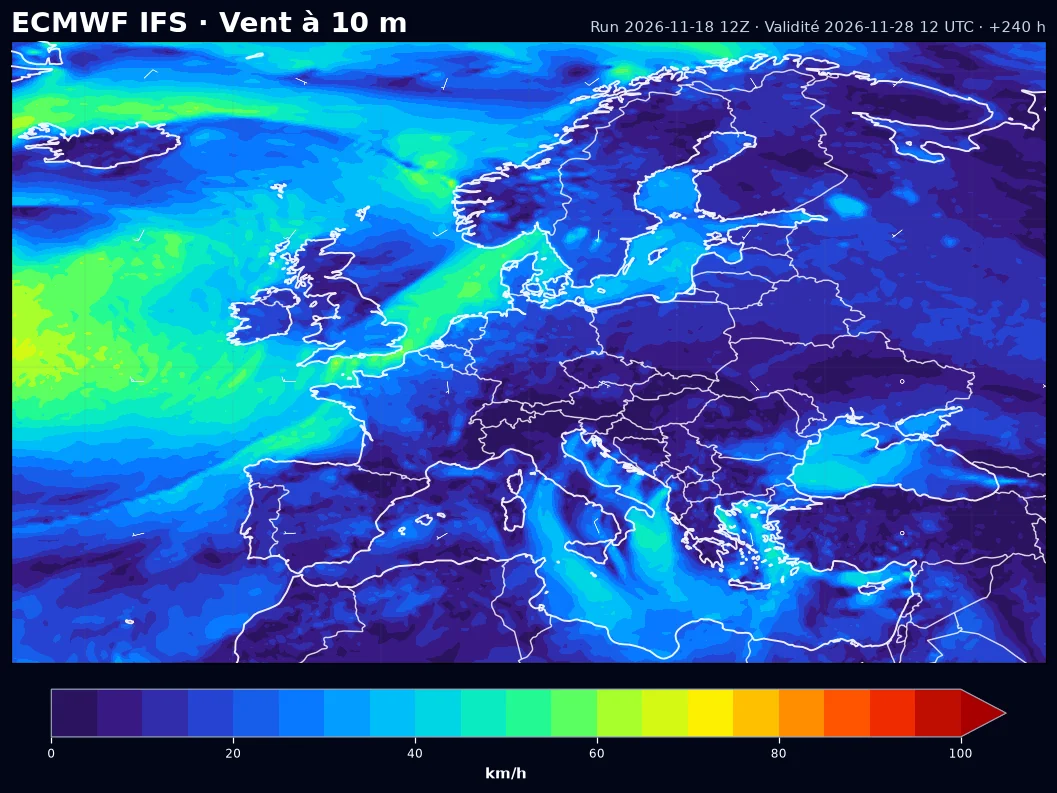 ECMWF IFS · Vent à 10 m
Run 2026-11-18 12Z · Validité 2026-11-28 12 UTC · +240 h
0 20 40 60 80 100
km/h